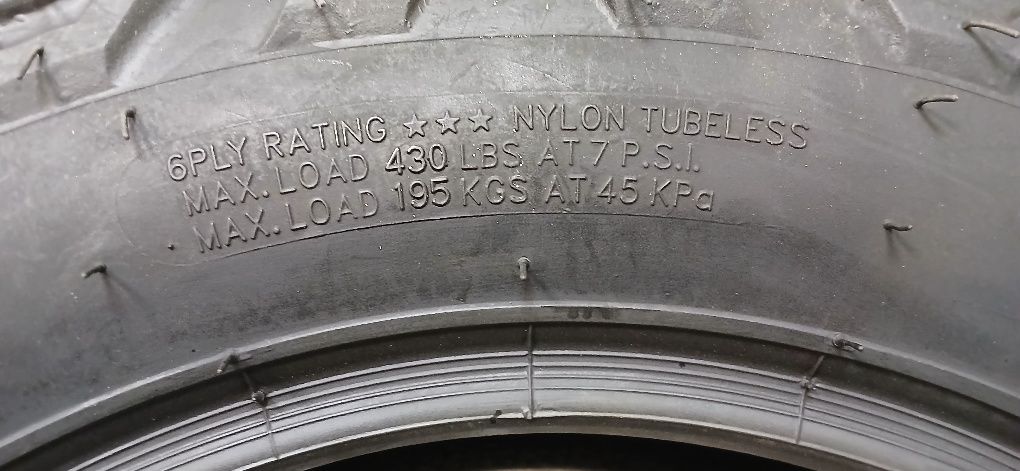 6PLY RATING ★★★ NYLON TUBELESS
MAX. LOAD 430 LBS AT 7 P.S.I.
MAX. LOAD 195 KGS AT 45 KPa